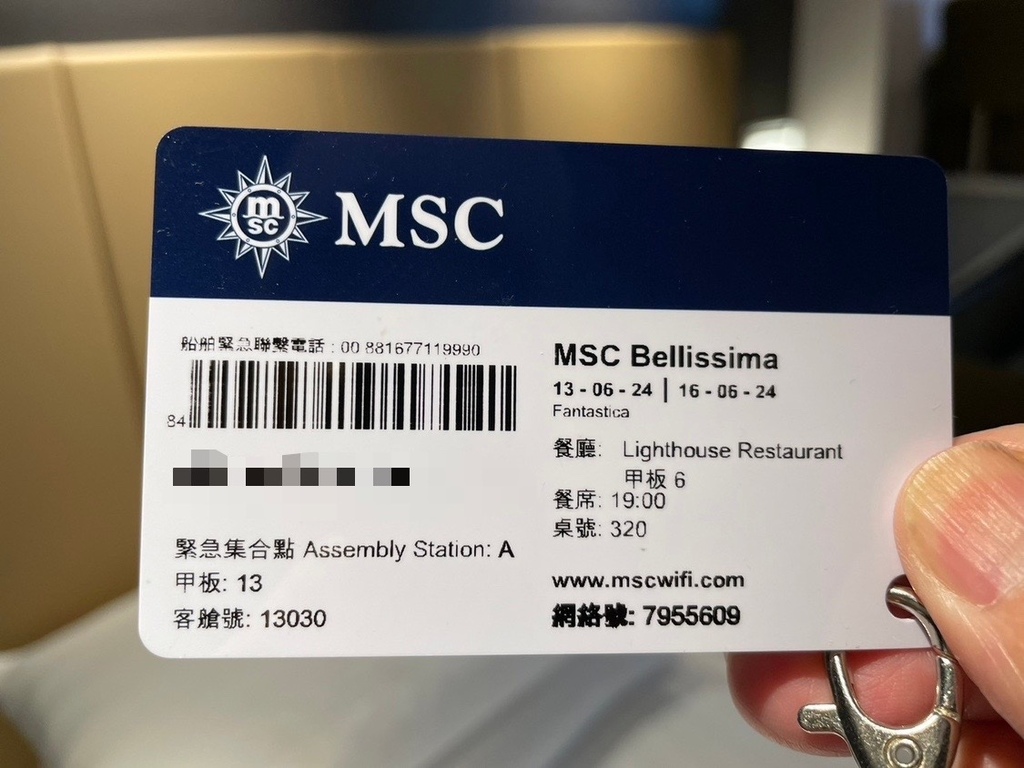 m
sc
MSC
船舶緊急聯繫電話 : 00 881677119990
84
緊急集合點 Assembly Station: A
甲板: 13
客艙號: 13030
MSC Bellissima
13 - 06 - 24 | 16 - 06 - 24
Fantastica
餐廳: Lighthouse Restaurant
甲板 6
餐席: 19:00
桌號: 320
www.mscwifi.com
網絡號: 7955609